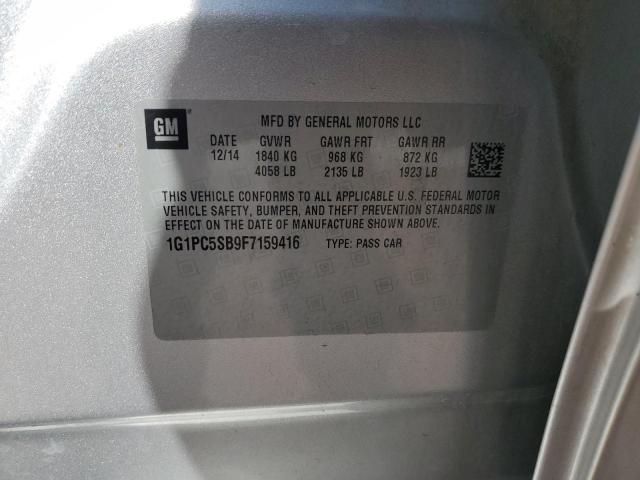 GM
MFD BY GENERAL MOTORS LLC
DATE GVWR GAWR FRT GAWR RR
12/14 1840 KG 968 KG 872 KG
4058 LB 2135 LB 1923 LB
THIS VEHICLE CONFORMS TO ALL APPLICABLE U.S. FEDERAL MOTOR
VEHICLE SAFETY, BUMPER, AND THEFT PREVENTION STANDARDS IN
EFFECT ON THE DATE OF MANUFACTURE SHOWN ABOVE.
1G1PC5SB9F7159416 TYPE: PASS CAR